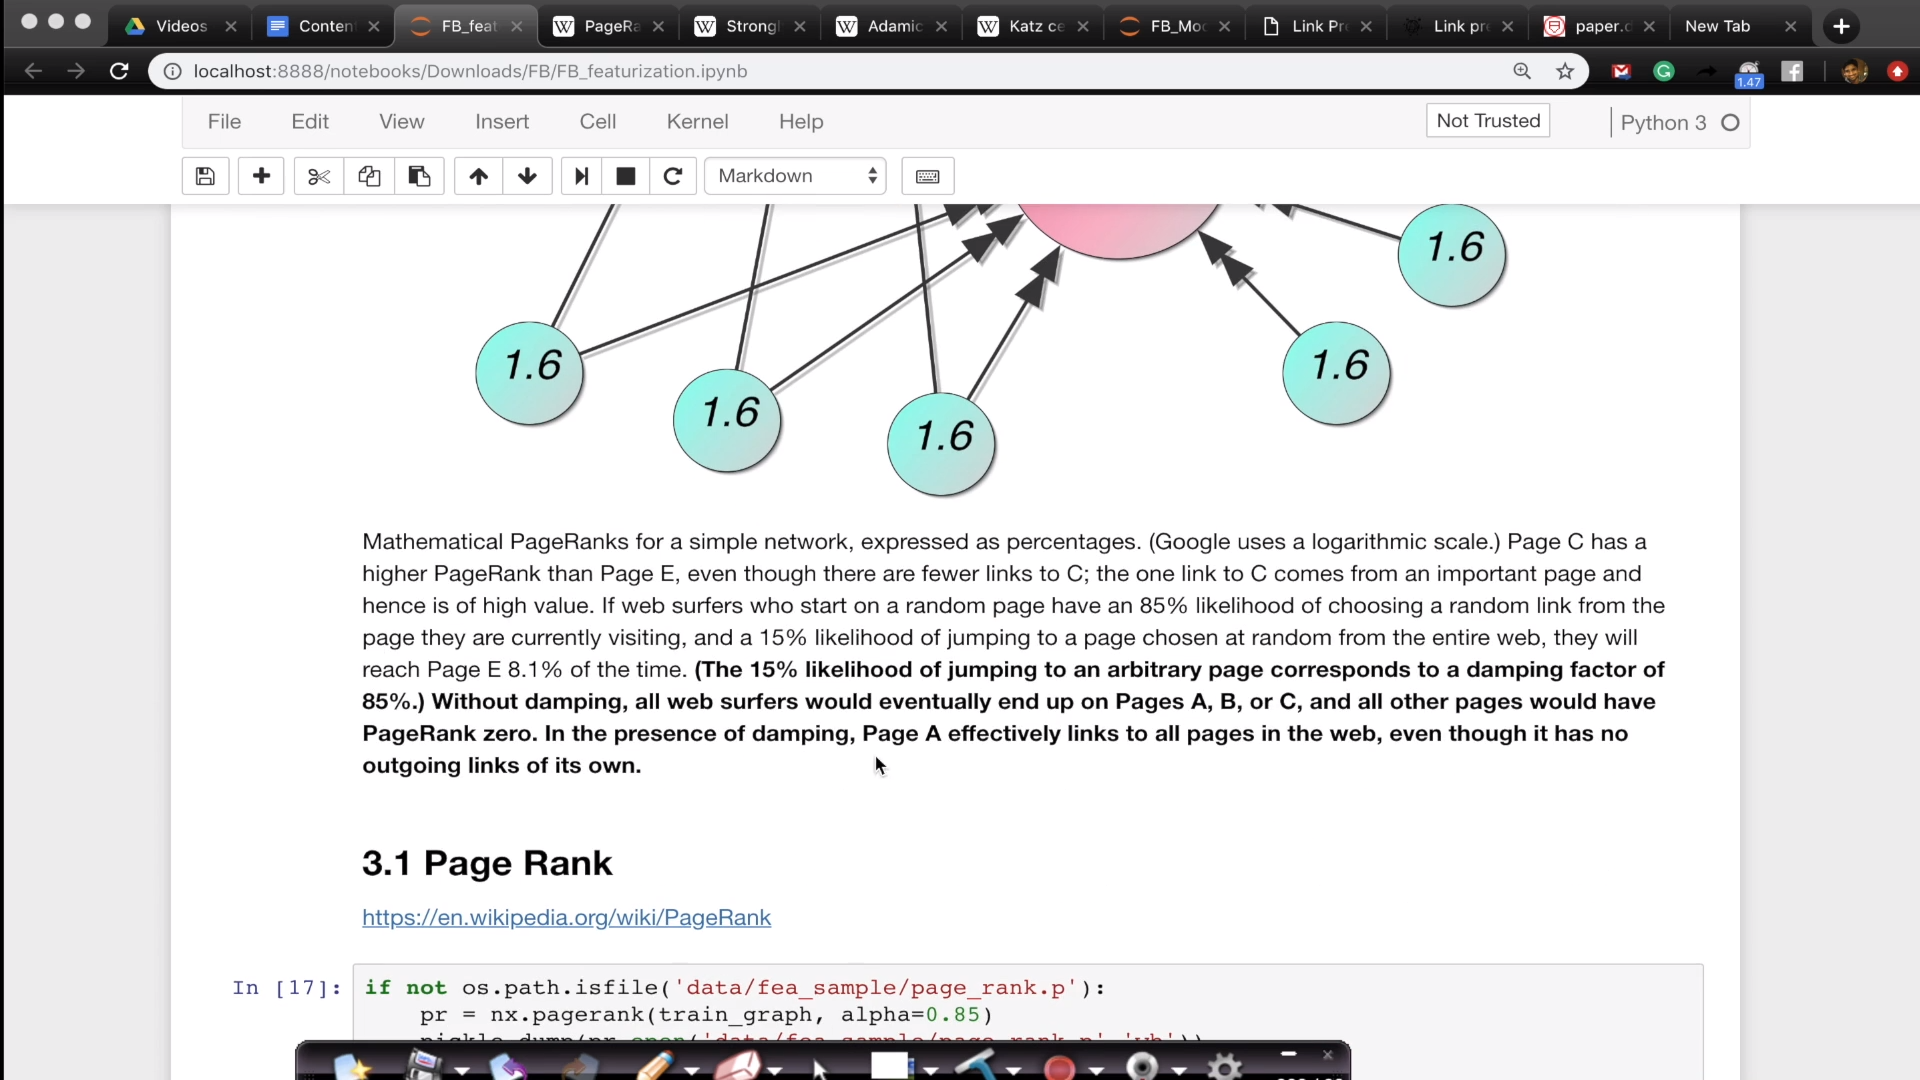 Videos
Conten
FB_feat
PageRa
Strongl
Adamic
Katz ce
FB_Mod
Link Pr
Link pre
paper.d
New Tab
localhost:8888/notebooks/Downloads/FB/FB_featurization.ipynb
1.47
File Edit View Insert Cell Kernel Help
Not Trusted
Python 3
Markdown
1.6
1.6
1.6
1.6
1.6
Mathematical PageRanks for a simple network, expressed as percentages. (Google uses a logarithmic scale.) Page C has a
higher PageRank than Page E, even though there are fewer links to C; the one link to C comes from an important page and
hence is of high value. If web surfers who start on a random page have an 85% likelihood of choosing a random link from the
page they are currently visiting, and a 15% likelihood of jumping to a page chosen at random from the entire web, they will
reach Page E 8.1% of the time. (The 15% likelihood of jumping to an arbitrary page corresponds to a damping factor of
85%.) Without damping, all web surfers would eventually end up on Pages A, B, or C, and all other pages would have
PageRank zero. In the presence of damping, Page A effectively links to all pages in the web, even though it has no
outgoing links of its own.
3.1 Page Rank
https://en.wikipedia.org/wiki/PageRank
In [17]: if not os.path.isfile('data/fea_sample/page_rank.p'):
pr = nx.pagerank(train_graph, alpha=0.85)